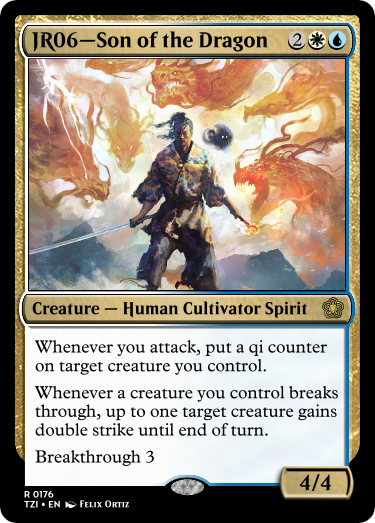 JR06—Son of the Dragon 2
Creature — Human Cultivator Spirit
Whenever you attack, put a qi counter
on target creature you control.
Whenever a creature you control breaks
through, up to one target creature gains
double strike until end of turn.
Breakthrough 3
4/4
R 0176
TZI • EN Felix Ortiz